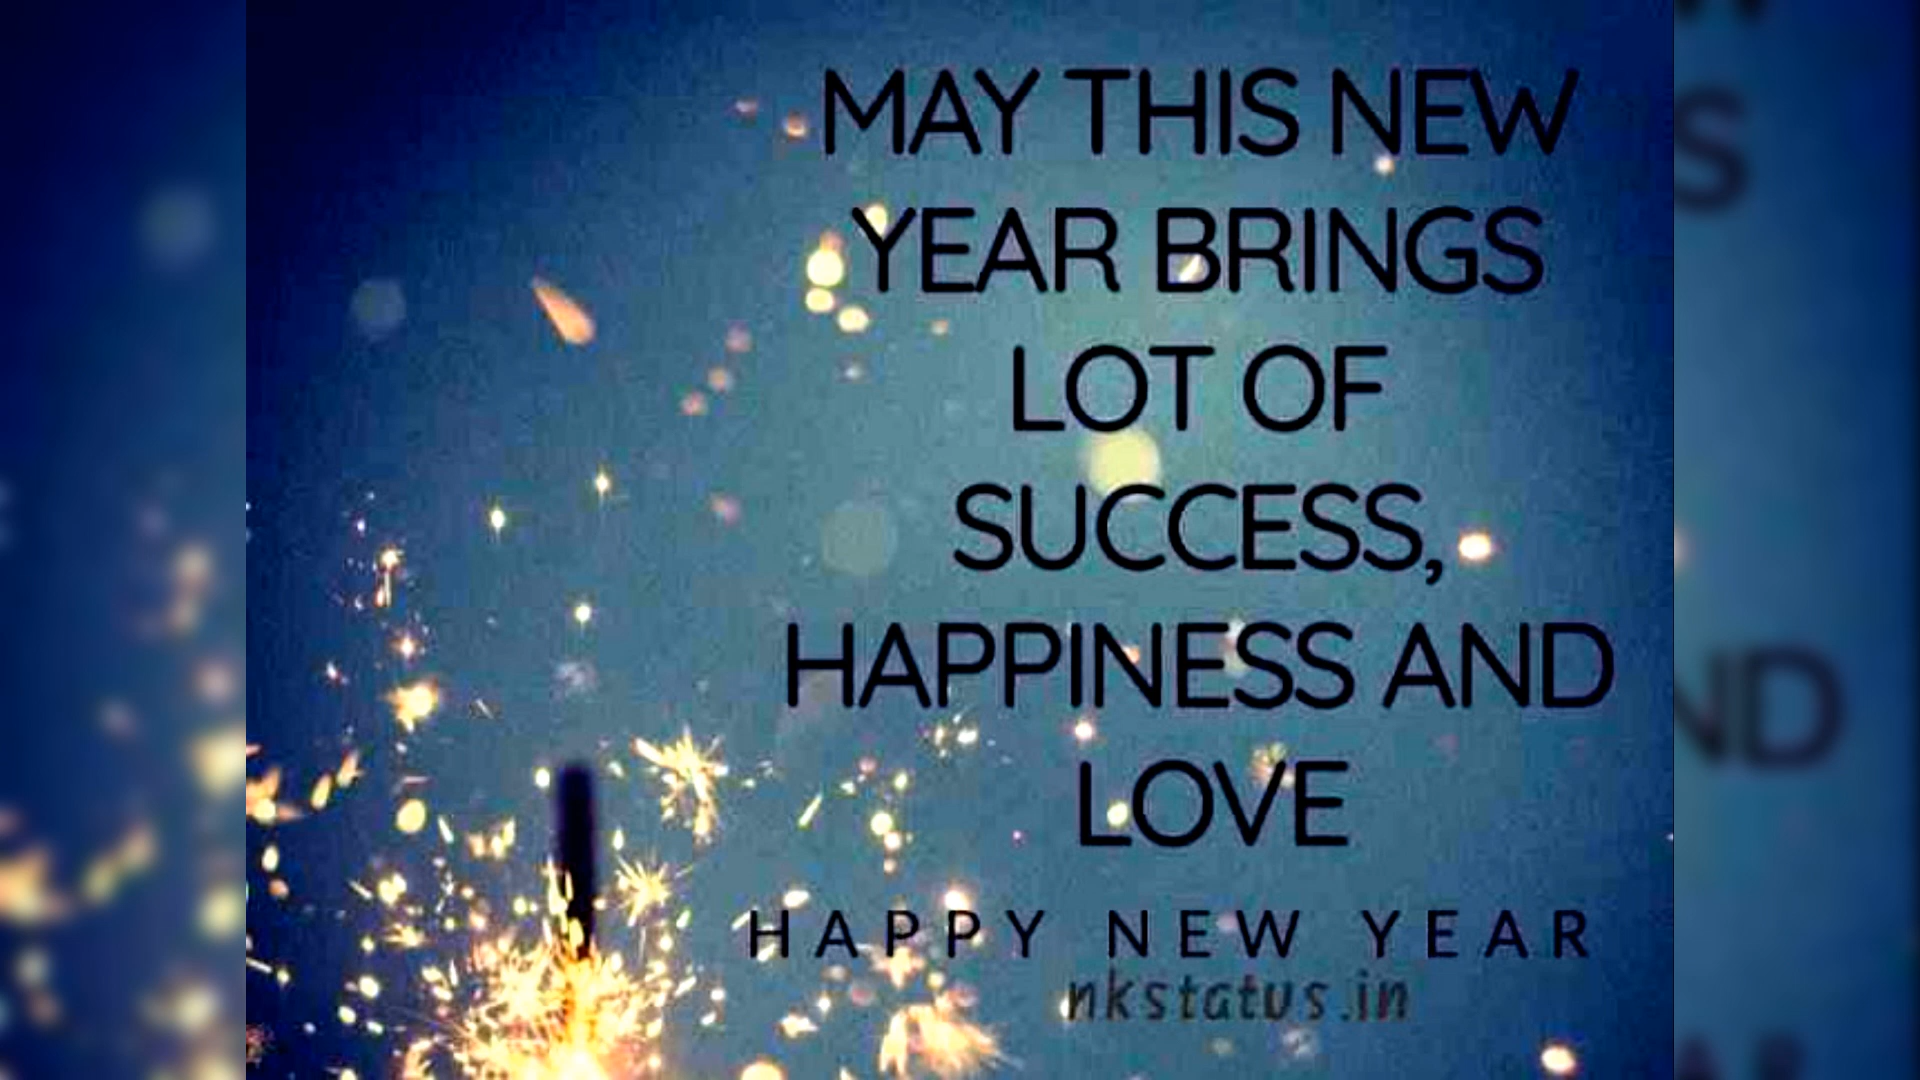 MAY THIS NEW
YEAR BRINGS
LOT OF
SUCCESS,
HAPPINESS AND
LOVE
HAPPY NEW YEAR
nkstatus.in